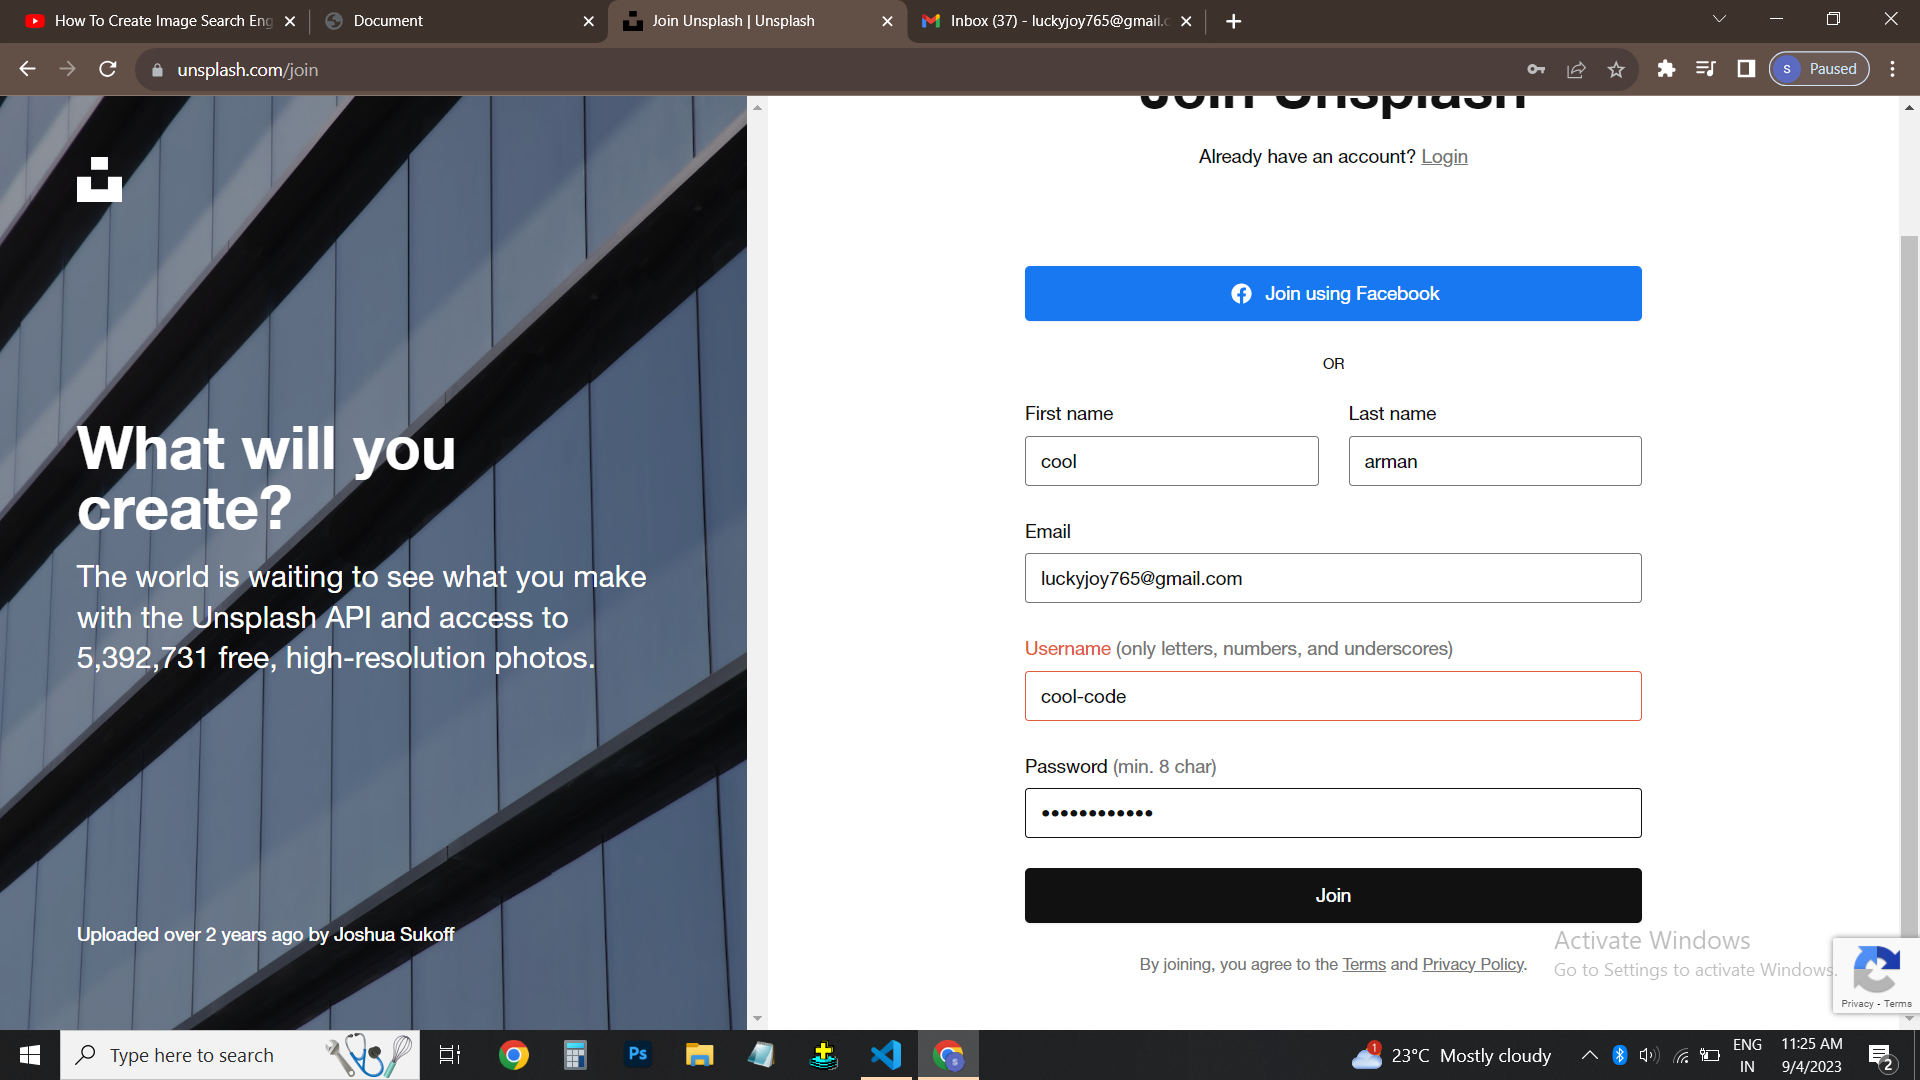 How To Create Image Search Eng
Document
Join Unsplash | Unsplash
Inbox (37) - luckyjoy765@gmail.c
unsplash.com/join
s Paused
What will you
create?
The world is waiting to see what you make
with the Unsplash API and access to
5,392,731 free, high-resolution photos.
Uploaded over 2 years ago by Joshua Sukoff
Join Unsplash
Already have an account? Login
Join using Facebook
OR
First name
Last name
cool
arman
Email
luckyjoy765@gmail.com
Username (only letters, numbers, and underscores)
cool-code
Password (min. 8 char)
••••••••••••
Join
By joining, you agree to the Terms and Privacy Policy.
Activate Windows
Go to Settings to activate Windows.
Privacy - Terms
Type here to search
Ps
s
1
23°C Mostly cloudy
ENG
IN
11:25 AM
9/4/2023
2